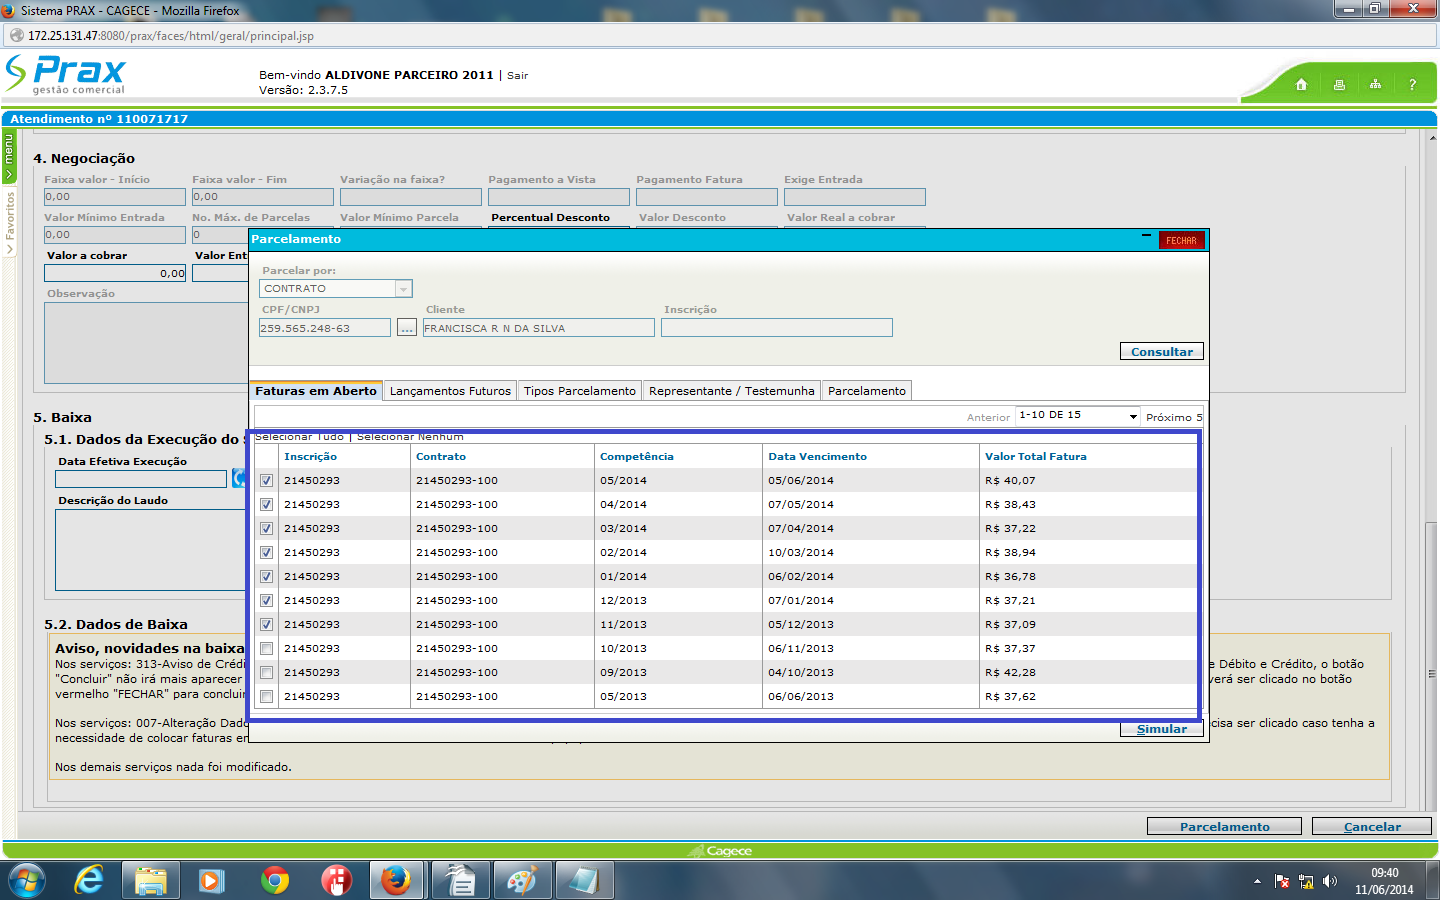 Sistema PRAX - CAGECE - Mozilla Firefox
172.25.131.47:8080/prax/faces/html/geral/principal.jsp
Prax
gestão comercial
Bem-vindo ALDIVONE PARCEIRO 2011 | Sair
Versão: 2.3.7.5
?
Atendimento nº 110071717
menu
Favoritos
4. Negociação
Faixa valor - Início Faixa valor - Fim Variação na faixa? Pagamento a Vista Pagamento Fatura Exige Entrada
0,00 0,00
Valor Mínimo Entrada No. Máx. de Parcelas Valor Mínimo Parcela Percentual Desconto Valor Desconto Valor Real a cobrar
0,00 0
Valor a cobrar Valor Ent
0,00
Observação
Parcelamento
FECHAR
Parcelar por:
CONTRATO
CPF/CNPJ Cliente Inscrição
259.565.248-63 ... FRANCISCA R N DA SILVA
Consultar
Faturas em Aberto Lançamentos Futuros Tipos Parcelamento Representante / Testemunha Parcelamento
Anterior 1-10 DE 15 Próximo 5
Selecionar Tudo | Selecionar Nenhum
Inscrição Contrato Competência Data Vencimento Valor Total Fatura
21450293 21450293-100 05/2014 05/06/2014 R$ 40,07
21450293 21450293-100 04/2014 07/05/2014 R$ 38,43
21450293 21450293-100 03/2014 07/04/2014 R$ 37,22
21450293 21450293-100 02/2014 10/03/2014 R$ 38,94
21450293 21450293-100 01/2014 06/02/2014 R$ 36,78
21450293 21450293-100 12/2013 07/01/2014 R$ 37,21
21450293 21450293-100 11/2013 05/12/2013 R$ 37,09
21450293 21450293-100 10/2013 06/11/2013 R$ 37,37
21450293 21450293-100 09/2013 04/10/2013 R$ 42,28
21450293 21450293-100 05/2013 06/06/2013 R$ 37,62
Simular
5. Baixa
5.1. Dados da Execução do S
Data Efetiva Execução
Descrição do Laudo
5.2. Dados de Baixa
Aviso, novidades na baixa
Nos serviços: 313-Aviso de Crédi e Débito e Crédito, o botão
"Concluir" não irá mais aparecer verá ser clicado no botão
vermelho "FECHAR" para concluir
Nos serviços: 007-Alteração Dado cisa ser clicado caso tenha a
necessidade de colocar faturas em
Nos demais serviços nada foi modificado.
Parcelamento Cancelar
Cagece
09:40
11/06/2014